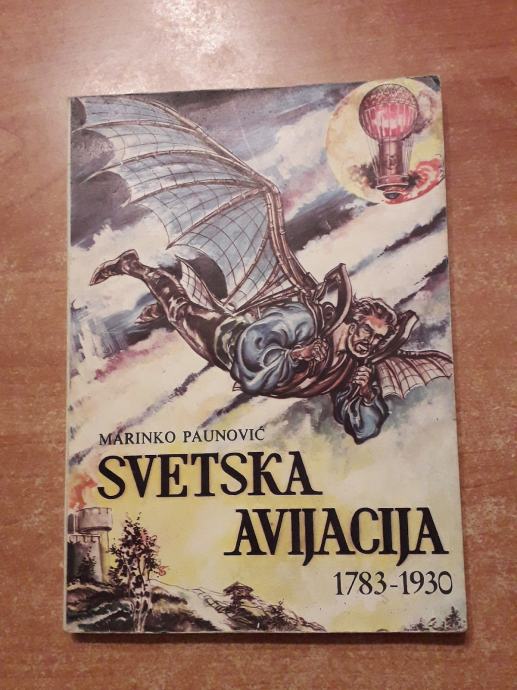 MARINKO PAUNOVIĆ
SVETSKA
AVIJACIJA
1783-1930